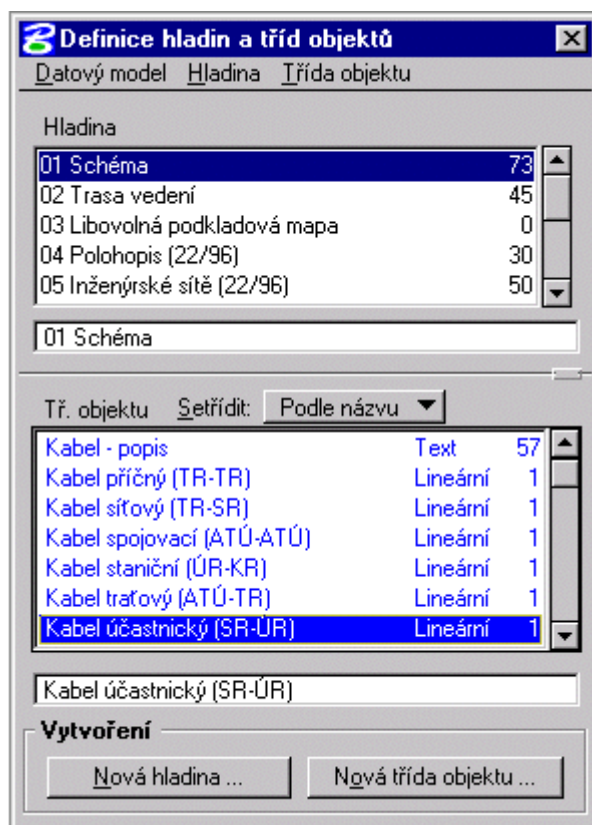 Definice hladin a tříd objektů
Datový model Hladina Třída objektu
Hladina
01 Schéma 73
02 Trasa vedení 45
03 Libovolná podkladová mapa 0
04 Polohopis (22/96) 30
05 Inženýrské sítě (22/96) 50
01 Schéma
Tř. objektu Setřídit: Podle názvu
Kabel - popis Text 57
Kabel příčný (TR-TR) Lineární 1
Kabel síťový (TR-SR) Lineární 1
Kabel spojovací (ATÚ-ATÚ) Lineární 1
Kabel staniční (ÚR-KR) Lineární 1
Kabel traťový (ATÚ-TR) Lineární 1
Kabel účastnický (SR-ÚR) Lineární 1
Kabel účastnický (SR-ÚR)
Vytvoření
Nová hladina ... Nová třída objektu ...